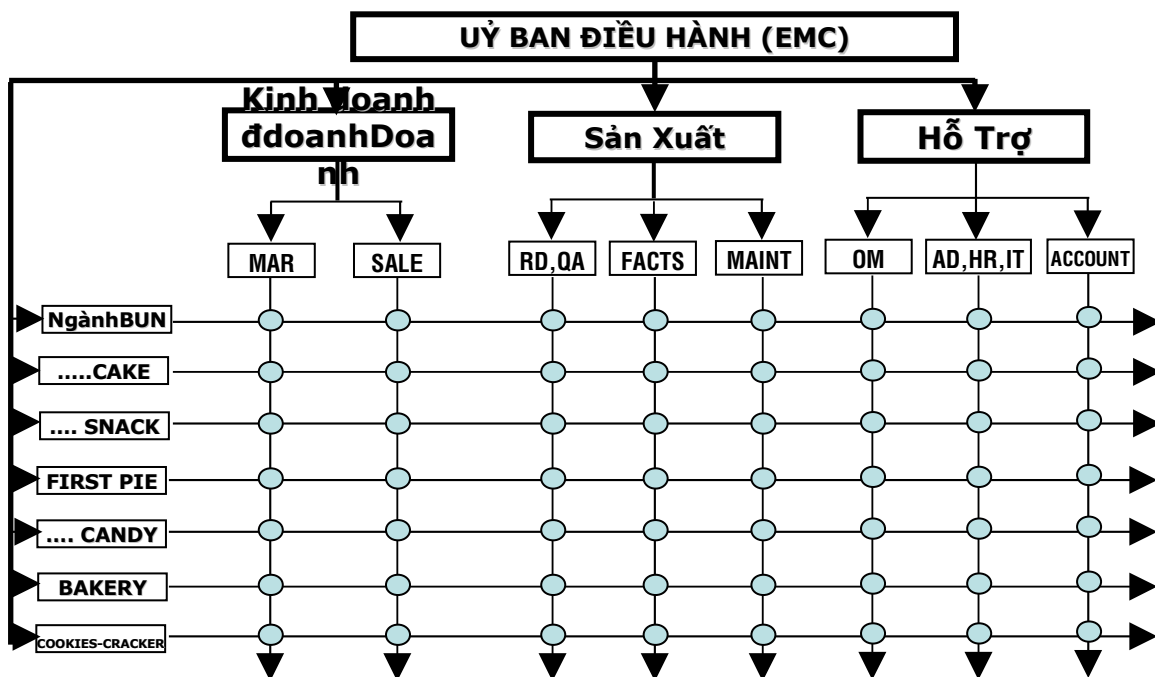 UỶ BAN ĐIỀU HÀNH (EMC)
Kinh doanh
đdoanhDoa
nh
Sản Xuất
Hỗ Trợ
MAR
SALE
RD,QA
FACTS
MAINT
OM
AD,HR,IT
ACCOUNT
NgànhBUN
.....CAKE
.... SNACK
FIRST PIE
.... CANDY
BAKERY
COOKIES-CRACKER